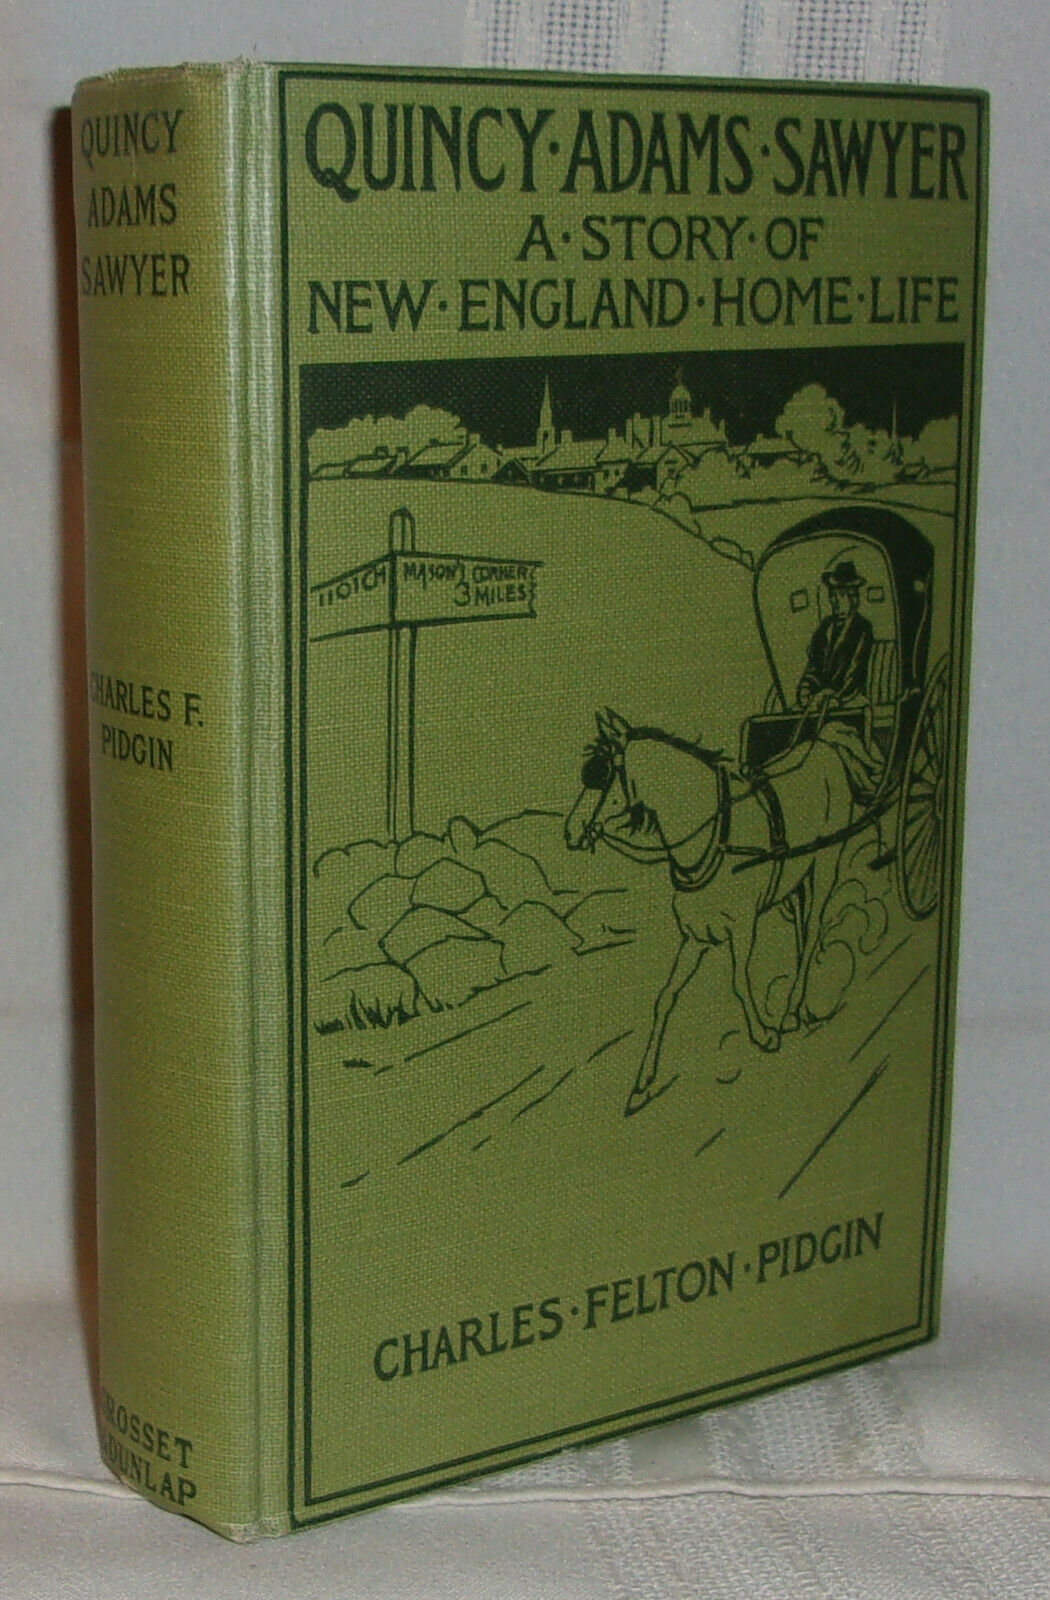 QUINCY
ADAMS
SAWYER
CHARLES F.
PIDGIN
GROSSET
& DUNLAP
QUINCY·ADAMS·SAWYER
A·STORY·OF
NEW·ENGLAND·HOME·LIFE
MASON'S CORNER
3 MILES
CHARLES·FELTON·PIDGIN